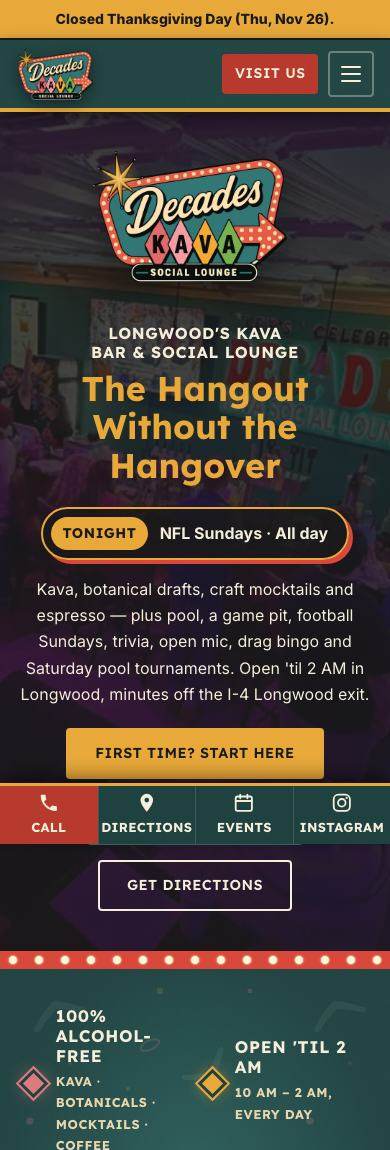 Closed Thanksgiving Day (Thu, Nov 26).
Decades
KAVA
SOCIAL LOUNGE
VISIT US
Decades
KAVA
SOCIAL LOUNGE
LONGWOOD'S KAVA
BAR & SOCIAL LOUNGE
The Hangout
Without the
Hangover
TONIGHT NFL Sundays · All day
Kava, botanical drafts, craft mocktails and
espresso — plus pool, a game pit, football
Sundays, trivia, open mic, drag bingo and
Saturday pool tournaments. Open 'til 2 AM in
Longwood, minutes off the I-4 Longwood exit.
FIRST TIME? START HERE
CALL
DIRECTIONS
EVENTS
INSTAGRAM
GET DIRECTIONS
100%
ALCOHOL-
FREE
KAVA ·
BOTANICALS ·
MOCKTAILS ·
COFFEE
OPEN 'TIL 2
AM
10 AM – 2 AM,
EVERY DAY